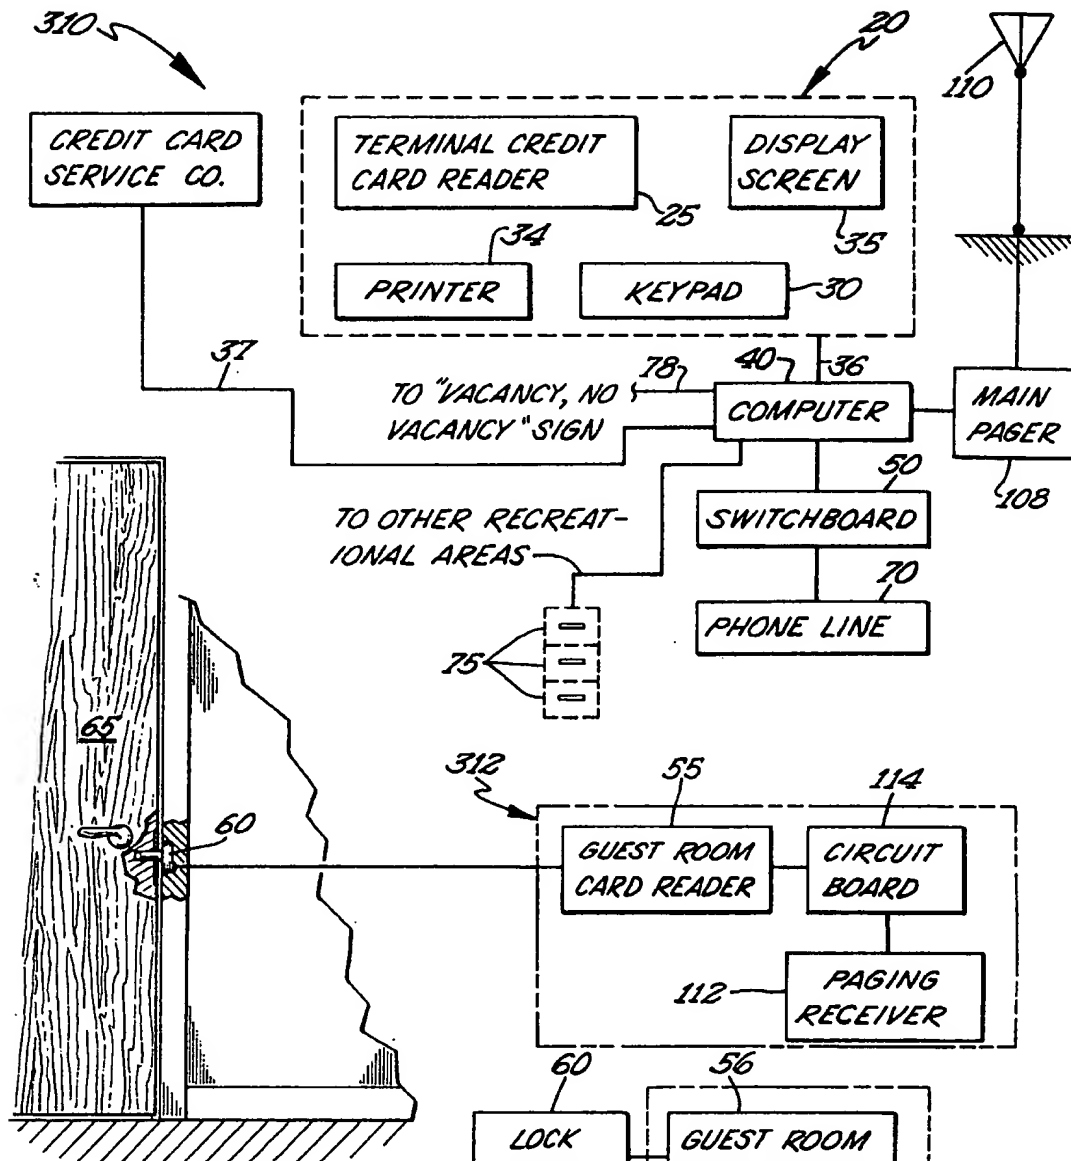 310
20
110
CREDIT CARD
SERVICE CO.
TERMINAL CREDIT
CARD READER
25
DISPLAY
SCREEN
35
34
PRINTER
KEYPAD
30
37
36
40
78
TO "VACANCY, NO
VACANCY" SIGN
COMPUTER
MAIN
PAGER
108
50
SWITCHBOARD
TO OTHER RECREAT-
IONAL AREAS
70
PHONE LINE
75
65
60
312
55
114
GUEST ROOM
CARD READER
CIRCUIT
BOARD
112
PAGING
RECEIVER
60
56
LOCK
GUEST ROOM